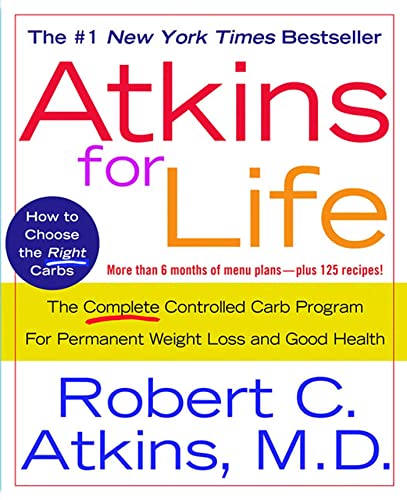 The #1 New York Times Bestseller
Atkins
for Life
How to
Choose
the Right
Carbs
More than 6 months of menu plans—plus 125 recipes!
The Complete Controlled Carb Program
For Permanent Weight Loss and Good Health
Robert C.
Atkins, M.D.